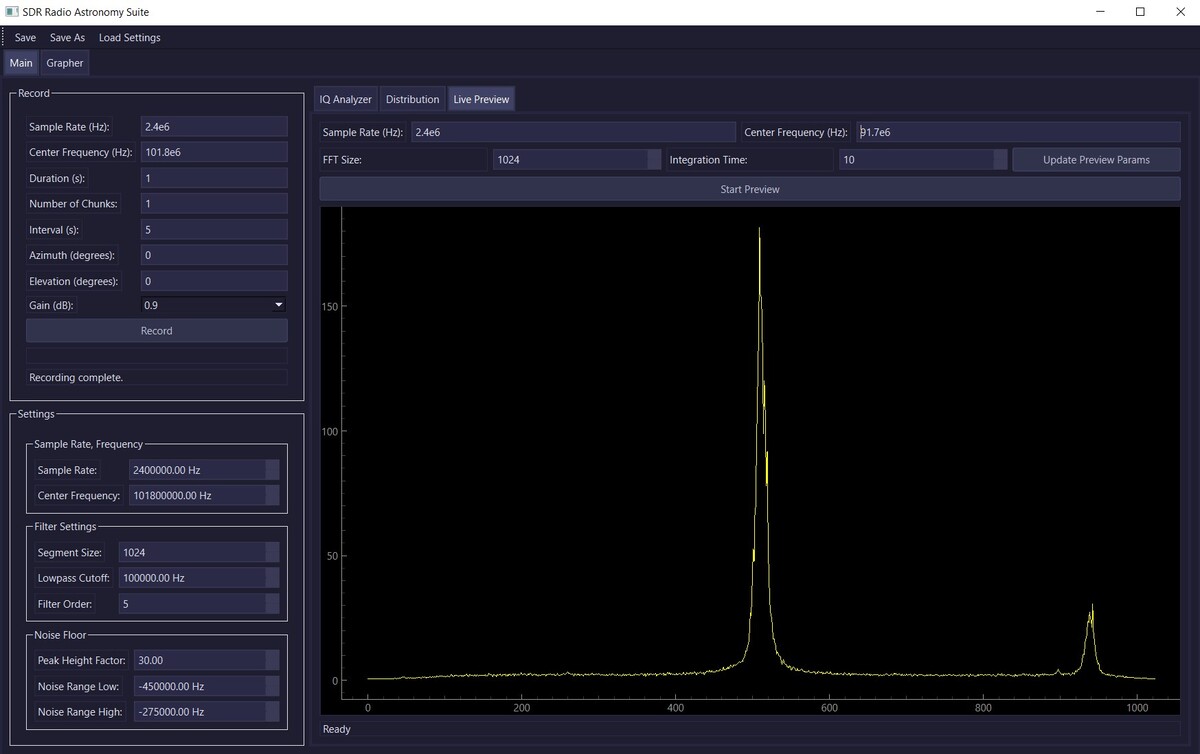 SDR Radio Astronomy Suite
Save Save As Load Settings
Main Grapher
Record
Sample Rate (Hz): 2.4e6
Center Frequency (Hz): 101.8e6
Duration (s): 1
Number of Chunks: 1
Interval (s): 5
Azimuth (degrees): 0
Elevation (degrees): 0
Gain (dB): 0.9
Record
Recording complete.
Settings
Sample Rate, Frequency
Sample Rate: 2400000.00 Hz
Center Frequency: 101800000.00 Hz
Filter Settings
Segment Size: 1024
Lowpass Cutoff: 100000.00 Hz
Filter Order: 5
Noise Floor
Peak Height Factor: 30.00
Noise Range Low: -450000.00 Hz
Noise Range High: -275000.00 Hz
IQ Analyzer Distribution Live Preview
Sample Rate (Hz): 2.4e6 Center Frequency (Hz): 91.7e6
FFT Size: 1024 Integration Time: 10 Update Preview Params
Start Preview
150
100
50
0
0 200 400 600 800 1000
Ready